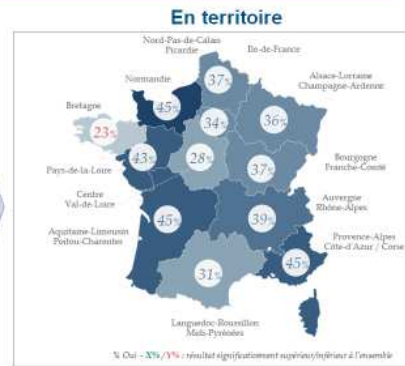 En territoire
Nord-Pas-de-Calais
Picardie
Ile-de-France
Normandie
37%
Alsace-Lorraine
Champagne-Ardenne
Bretagne
45%
34%
36%
23%
43%
28%
37%
Bourgogne
Franche-Comté
Pays-de-la-Loire
Centre
Val-de-Loire
Auvergne
Rhône-Alpes
45%
39%
Aquitaine-Limousin
Poitou-Charentes
Provence-Alpes
Côte-d'Azur / Corse
45%
31%
Languedoc-Roussillon
Midi-Pyrénées
% Oui - X% / Y% : résultat significativement supérieur/inférieur à l'ensemble